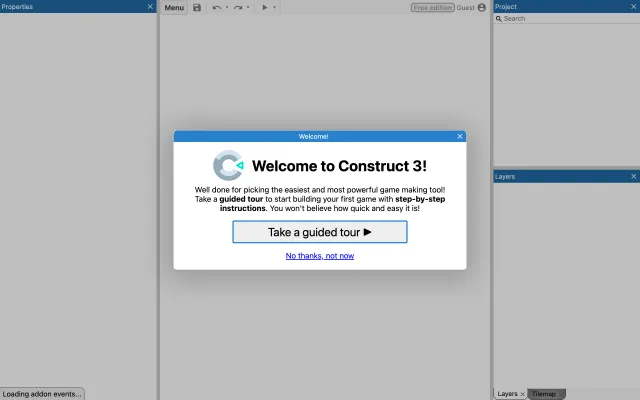 Properties
Menu
Free edition
Guest
Project
Search
Welcome!
Welcome to Construct 3!
Well done for picking the easiest and most powerful game making tool!
Take a guided tour to start building your first game with step-by-step
instructions. You won't believe how quick and easy it is!
Take a guided tour ▶
No thanks, not now
Layers
Loading addon events...
Layers
Tilemap